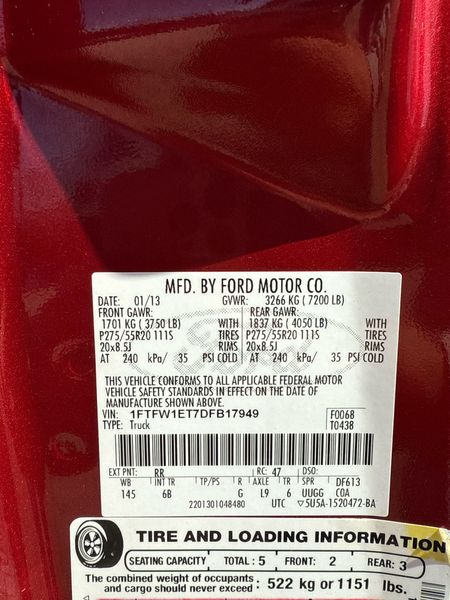 MFD. BY FORD MOTOR CO.
DATE: 01/13 GVWR: 3266 KG ( 7200 LB)
FRONT GAWR: REAR GAWR:
1701 KG ( 3750 LB) WITH 1837 KG ( 4050 LB) WITH
P275/55R20 111S TIRES P275/55R20 111S TIRES
20x8.5J RIMS 20x8.5J RIMS
AT 240 kPa/ 35 PSI COLD AT 240 kPa/ 35 PSI COLD
THIS VEHICLE CONFORMS TO ALL APPLICABLE FEDERAL MOTOR
VEHICLE SAFETY STANDARDS IN EFFECT ON THE DATE OF
MANUFACTURE SHOWN ABOVE.
VIN: 1FTFW1ET7DFB17949 F0068
TYPE: Truck T0438
EXT PNT: RR RC: 47 DSO:
WB INT TR TP/PS R AXLE TR SPR DF613
145 6B G L9 6 UUGG COA
2201301048480 UTC ▽5U5A-1520472-BA
TIRE AND LOADING INFORMATION
SEATING CAPACITY TOTAL: 5 FRONT: 2 REAR: 3
The combined weight of occupants
and cargo should never exceed : 522 kg or 1151 lbs.